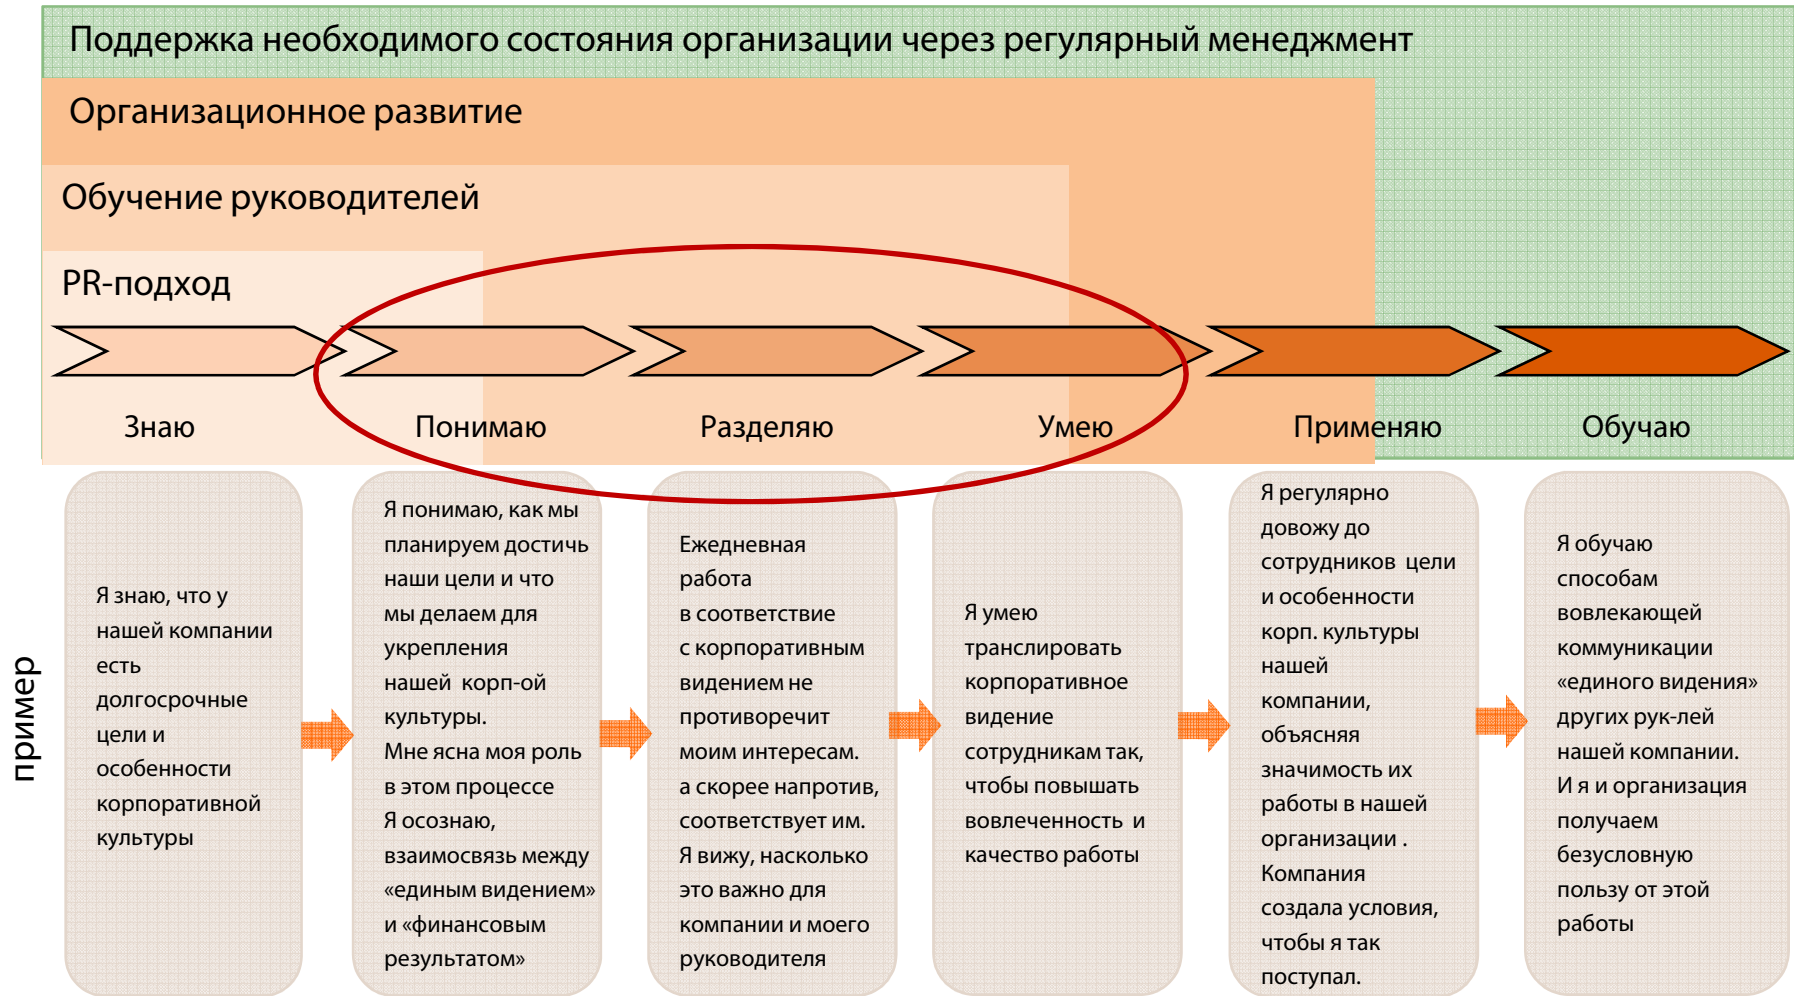 Поддержка необходимого состояния организации через регулярный менеджмент
Организационное развитие
Обучение руководителей
PR-подход
Знаю
Понимаю
Разделяю
Умею
Применяю
Обучаю
пример
Я знаю, что у
нашей компании
есть
долгосрочные
цели и
особенности
корпоративной
культуры
Я понимаю, как мы
планируем достичь
наши цели и что
мы делаем для
укрепления
нашей корп-ой
культуры.
Мне ясна моя роль
в этом процессе
Я осознаю,
взаимосвязь между
«единым видением»
и «финансовым
результатом»
Ежедневная
работа
в соответствие
с корпоративным
видением не
противоречит
моим интересам.
а скорее напротив,
соответствует им.
Я вижу, насколько
это важно для
компании и моего
руководителя
Я умею
транслировать
корпоративное
видение
сотрудникам так,
чтобы повышать
вовлеченность и
качество работы
Я регулярно
довожу до
сотрудников цели
и особенности
корп. культуры
нашей
компании,
объясняя
значимость их
работы в нашей
организации .
Компания
создала условия,
чтобы я так
поступал.
Я обучаю
способам
вовлекающей
коммуникации
«единого видения»
других рук-лей
нашей компании.
И я и организация
получаем
безусловную
пользу от этой
работы